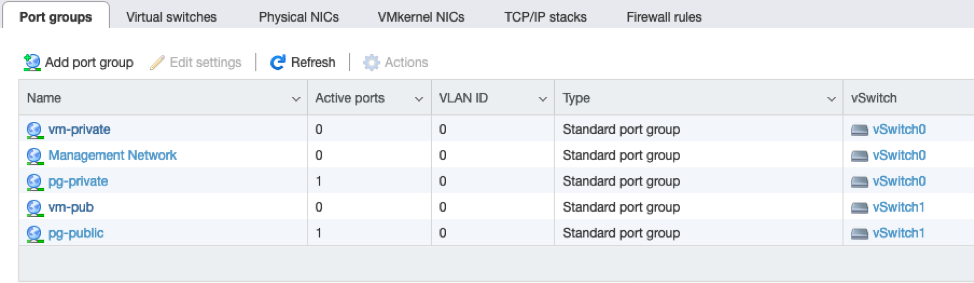 Port groups Virtual switches Physical NICs VMkernel NICs TCP/IP stacks Firewall rules
Add port group Edit settings Refresh Actions
Name Active ports VLAN ID Type vSwitch
vm-private 0 0 Standard port group vSwitch0
Management Network 0 0 Standard port group vSwitch0
pg-private 1 0 Standard port group vSwitch0
vm-pub 0 0 Standard port group vSwitch1
pg-public 1 0 Standard port group vSwitch1